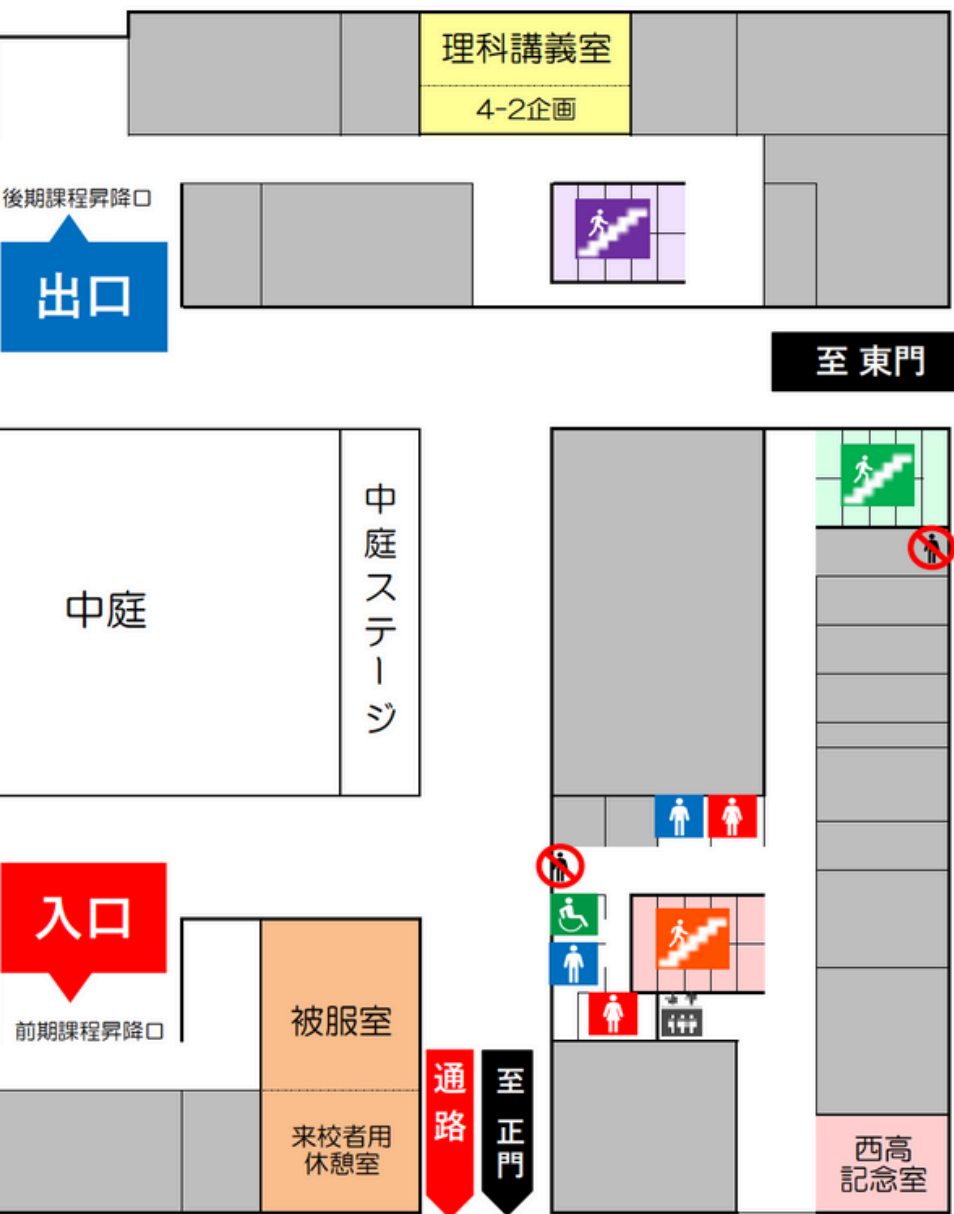 理科講義室
4-2企画
後期課程昇降口
出口
至 東門
中庭
中庭ステージ
入口
前期課程昇降口
被服室
来校者用
休憩室
通路
至 正門
西高
記念室